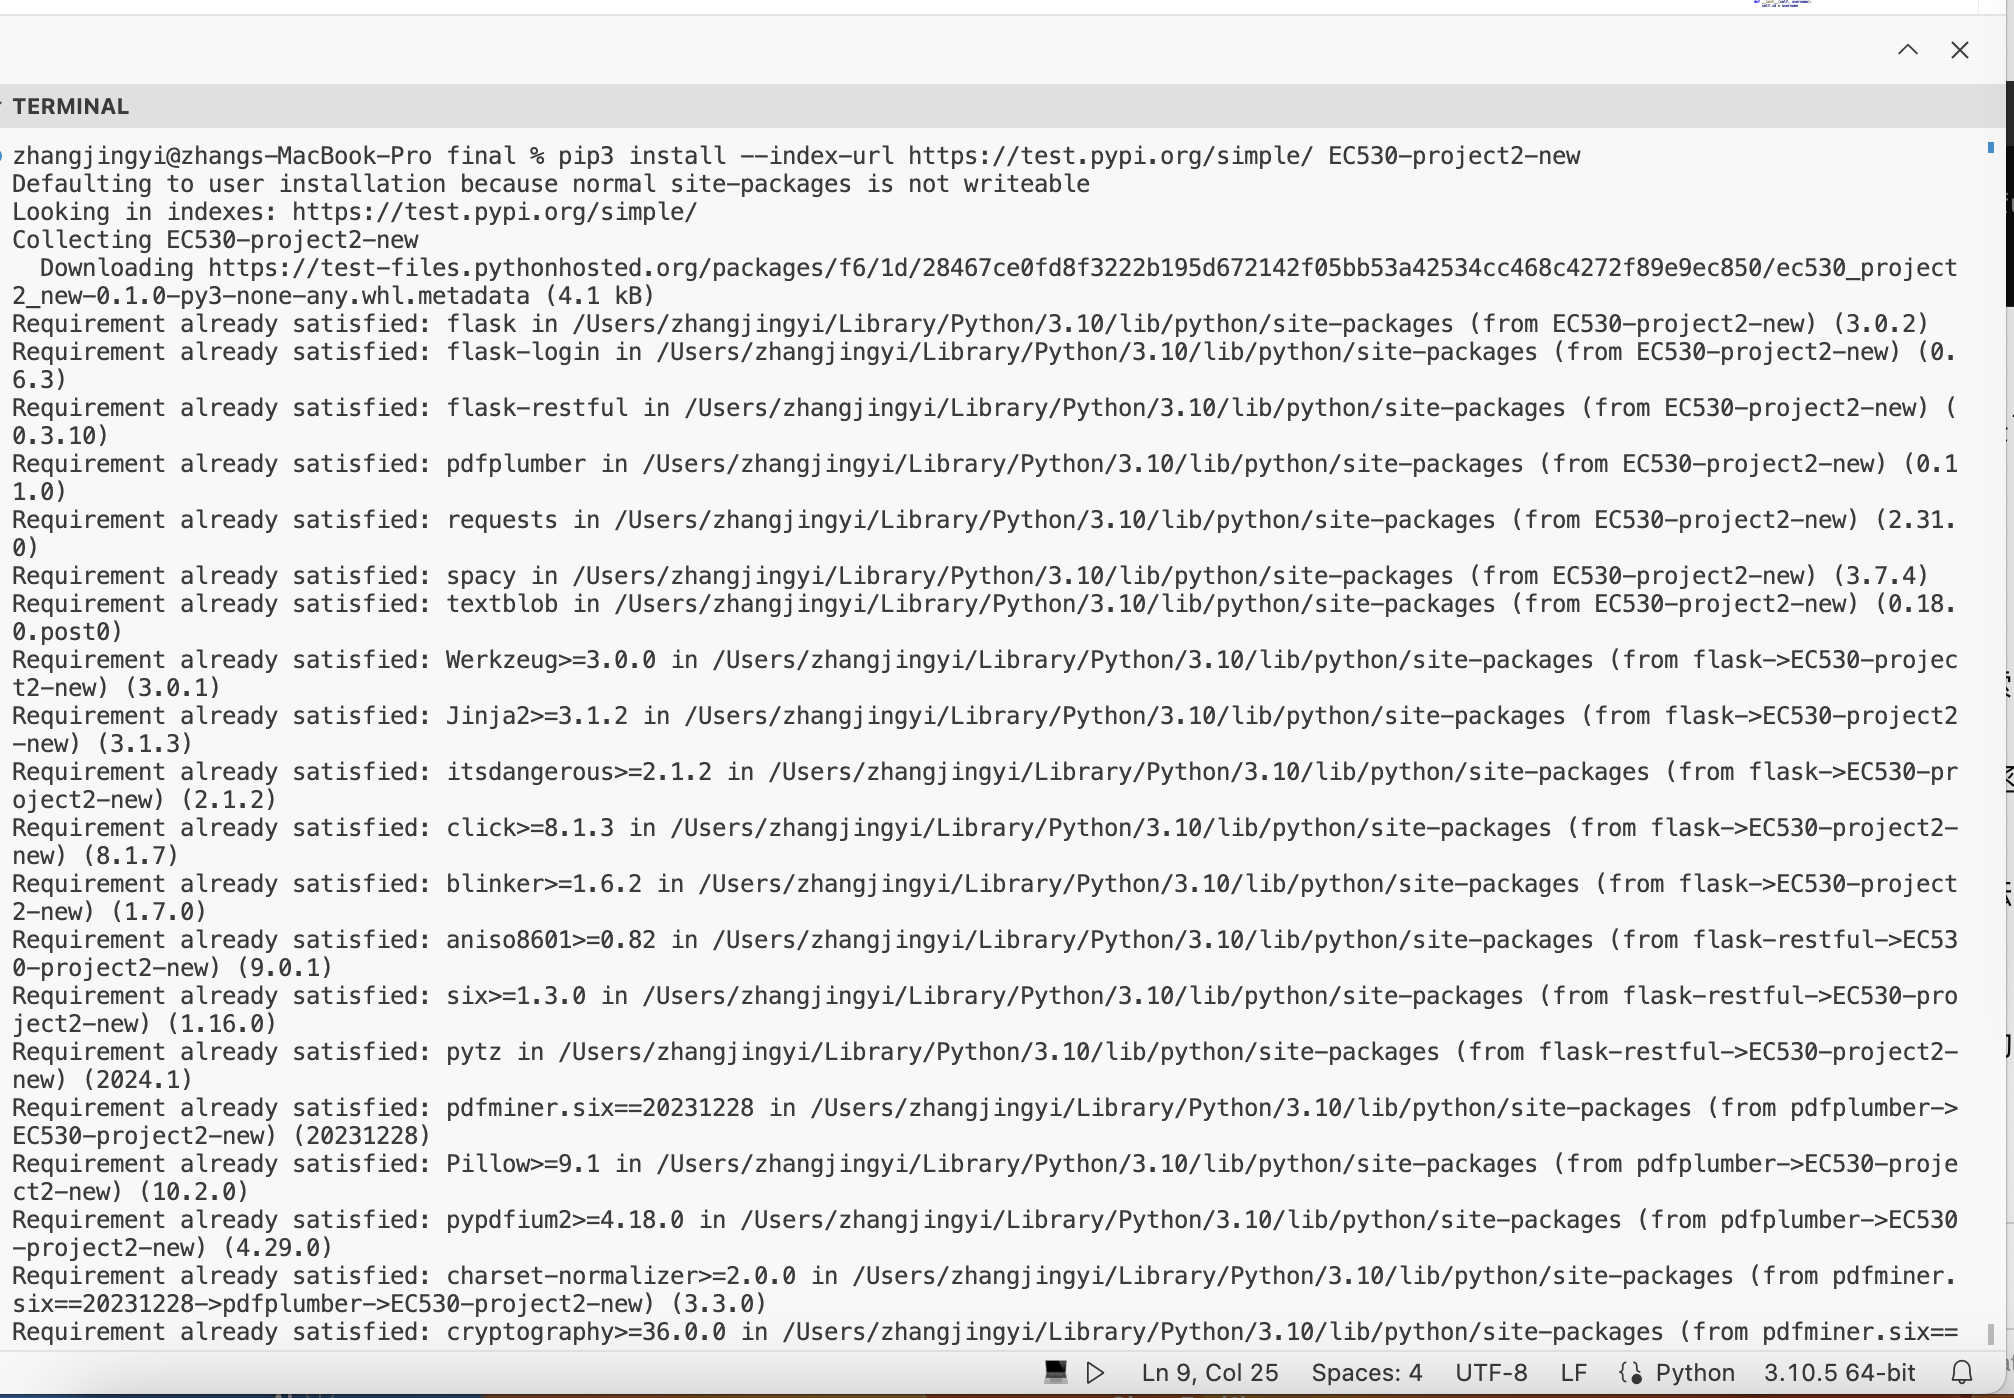 TERMINAL
zhangjingyi@zhangs-MacBook-Pro final % pip3 install --index-url https://test.pypi.org/simple/ EC530-project2-new
Defaulting to user installation because normal site-packages is not writeable
Looking in indexes: https://test.pypi.org/simple/
Collecting EC530-project2-new
  Downloading https://test-files.pythonhosted.org/packages/f6/1d/28467ce0fd8f3222b195d672142f05bb53a42534cc468c4272f89e9ec850/ec530_project
2_new-0.1.0-py3-none-any.whl.metadata (4.1 kB)
Requirement already satisfied: flask in /Users/zhangjingyi/Library/Python/3.10/lib/python/site-packages (from EC530-project2-new) (3.0.2)
Requirement already satisfied: flask-login in /Users/zhangjingyi/Library/Python/3.10/lib/python/site-packages (from EC530-project2-new) (0.
6.3)
Requirement already satisfied: flask-restful in /Users/zhangjingyi/Library/Python/3.10/lib/python/site-packages (from EC530-project2-new) (
0.3.10)
Requirement already satisfied: pdfplumber in /Users/zhangjingyi/Library/Python/3.10/lib/python/site-packages (from EC530-project2-new) (0.1
1.0)
Requirement already satisfied: requests in /Users/zhangjingyi/Library/Python/3.10/lib/python/site-packages (from EC530-project2-new) (2.31.
0)
Requirement already satisfied: spacy in /Users/zhangjingyi/Library/Python/3.10/lib/python/site-packages (from EC530-project2-new) (3.7.4)
Requirement already satisfied: textblob in /Users/zhangjingyi/Library/Python/3.10/lib/python/site-packages (from EC530-project2-new) (0.18.
0.post0)
Requirement already satisfied: Werkzeug>=3.0.0 in /Users/zhangjingyi/Library/Python/3.10/lib/python/site-packages (from flask->EC530-projec
t2-new) (3.0.1)
Requirement already satisfied: Jinja2>=3.1.2 in /Users/zhangjingyi/Library/Python/3.10/lib/python/site-packages (from flask->EC530-project2
-new) (3.1.3)
Requirement already satisfied: itsdangerous>=2.1.2 in /Users/zhangjingyi/Library/Python/3.10/lib/python/site-packages (from flask->EC530-pr
oject2-new) (2.1.2)
Requirement already satisfied: click>=8.1.3 in /Users/zhangjingyi/Library/Python/3.10/lib/python/site-packages (from flask->EC530-project2-
new) (8.1.7)
Requirement already satisfied: blinker>=1.6.2 in /Users/zhangjingyi/Library/Python/3.10/lib/python/site-packages (from flask->EC530-project
2-new) (1.7.0)
Requirement already satisfied: aniso8601>=0.82 in /Users/zhangjingyi/Library/Python/3.10/lib/python/site-packages (from flask-restful->EC53
0-project2-new) (9.0.1)
Requirement already satisfied: six>=1.3.0 in /Users/zhangjingyi/Library/Python/3.10/lib/python/site-packages (from flask-restful->EC530-pro
ject2-new) (1.16.0)
Requirement already satisfied: pytz in /Users/zhangjingyi/Library/Python/3.10/lib/python/site-packages (from flask-restful->EC530-project2-
new) (2024.1)
Requirement already satisfied: pdfminer.six==20231228 in /Users/zhangjingyi/Library/Python/3.10/lib/python/site-packages (from pdfplumber->
EC530-project2-new) (20231228)
Requirement already satisfied: Pillow>=9.1 in /Users/zhangjingyi/Library/Python/3.10/lib/python/site-packages (from pdfplumber->EC530-proje
ct2-new) (10.2.0)
Requirement already satisfied: pypdfium2>=4.18.0 in /Users/zhangjingyi/Library/Python/3.10/lib/python/site-packages (from pdfplumber->EC530
-project2-new) (4.29.0)
Requirement already satisfied: charset-normalizer>=2.0.0 in /Users/zhangjingyi/Library/Python/3.10/lib/python/site-packages (from pdfminer.
six==20231228->pdfplumber->EC530-project2-new) (3.3.0)
Requirement already satisfied: cryptography>=36.0.0 in /Users/zhangjingyi/Library/Python/3.10/lib/python/site-packages (from pdfminer.six==
Ln 9, Col 25 Spaces: 4 UTF-8 LF Python 3.10.5 64-bit